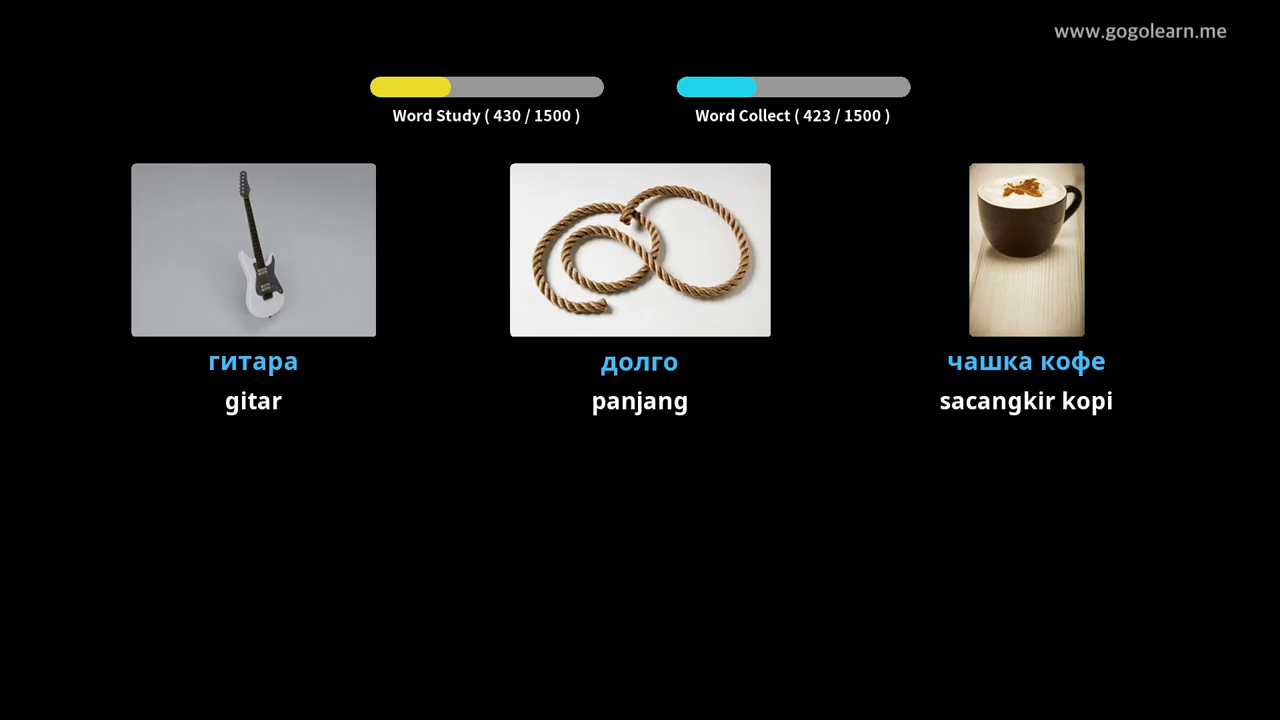 www.gogolearn.me
Word Study ( 430 / 1500 )
Word Collect ( 423 / 1500 )
гитара
долго
чашка кофе
gitar
panjang
sacangkir kopi